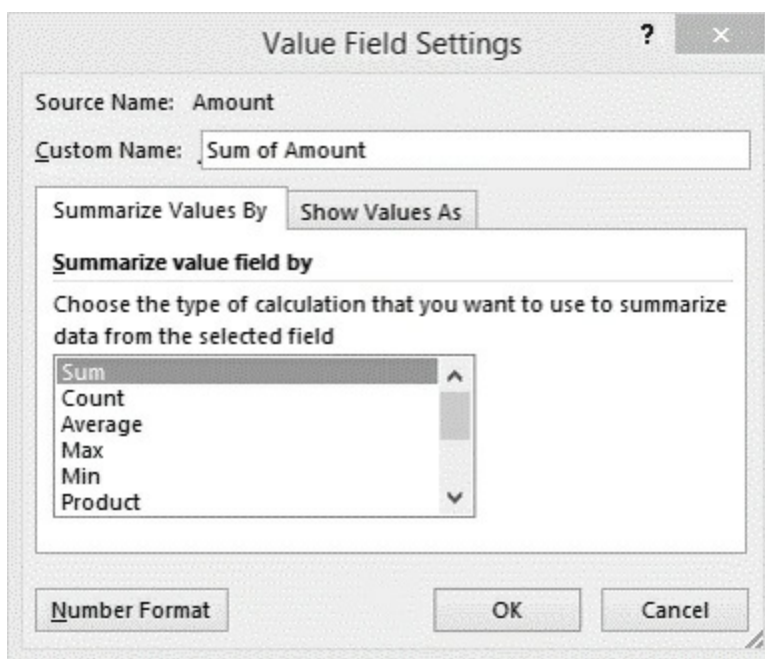 Value Field Settings ? ×
Source Name: Amount
Custom Name: Sum of Amount
Summarize Values By Show Values As
Summarize value field by
Choose the type of calculation that you want to use to summarize
data from the selected field
Sum
Count
Average
Max
Min
Product
Number Format OK Cancel